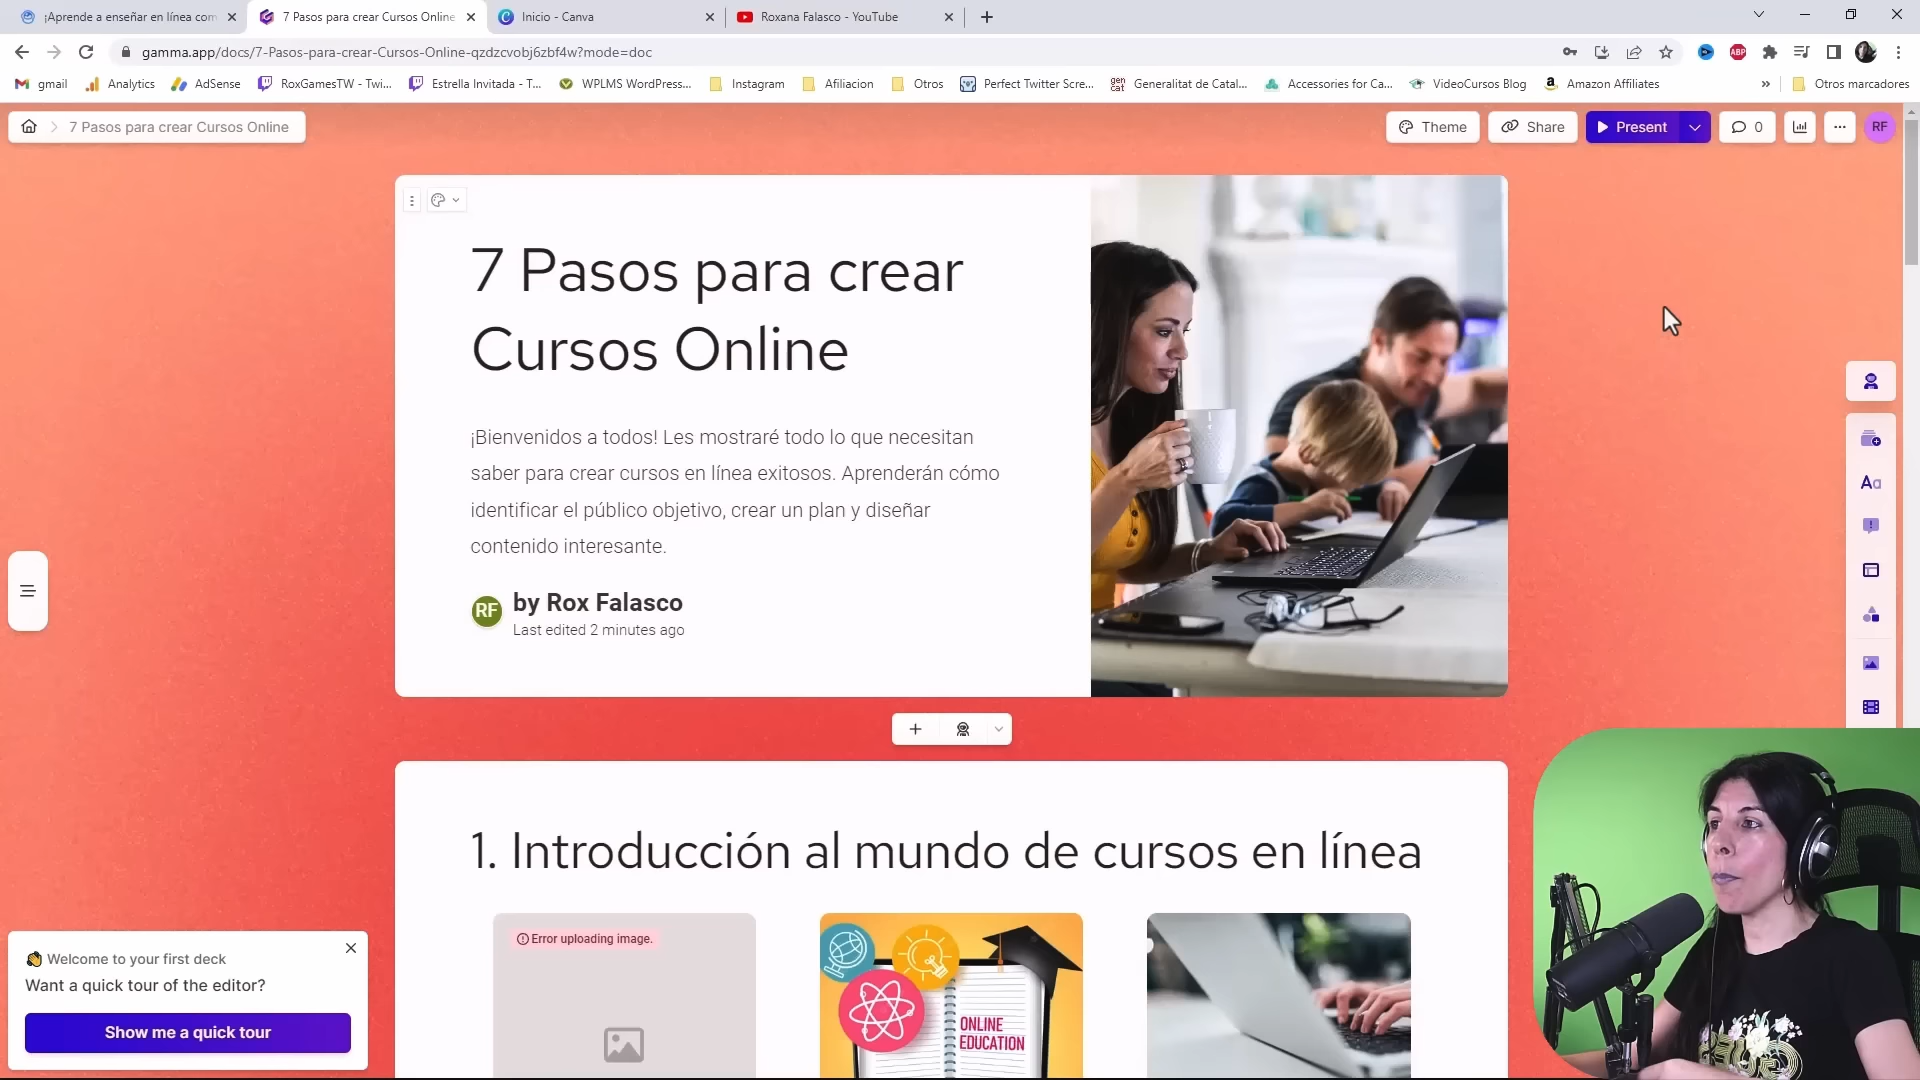 ¡Aprende a enseñar en línea com
7 Pasos para crear Cursos Online
Inicio - Canva
Roxana Falasco - YouTube
gamma.app/docs/7-Pasos-para-crear-Cursos-Online-qzdzcvobj6zbf4w?mode=doc
ABP
gmail
Analytics
AdSense
RoxGamesTW - Twi...
Estrella Invitada - T...
WPLMS WordPress...
Instagram
Afiliacion
Otros
Perfect Twitter Scre...
gen cat
Generalitat de Catal...
Accessories for Ca...
VideoCursos Blog
Amazon Affiliates
»
Otros marcadores
7 Pasos para crear Cursos Online
Theme
Share
Present
0
RF
7 Pasos para crear
Cursos Online
¡Bienvenidos a todos! Les mostraré todo lo que necesitan
saber para crear cursos en línea exitosos. Aprenderán cómo
identificar el público objetivo, crear un plan y diseñar
contenido interesante.
RF
by Rox Falasco
Last edited 2 minutes ago
Aa
1. Introducción al mundo de cursos en línea
Error uploading image.
ONLINE
EDUCATION
Welcome to your first deck
Want a quick tour of the editor?
Show me a quick tour